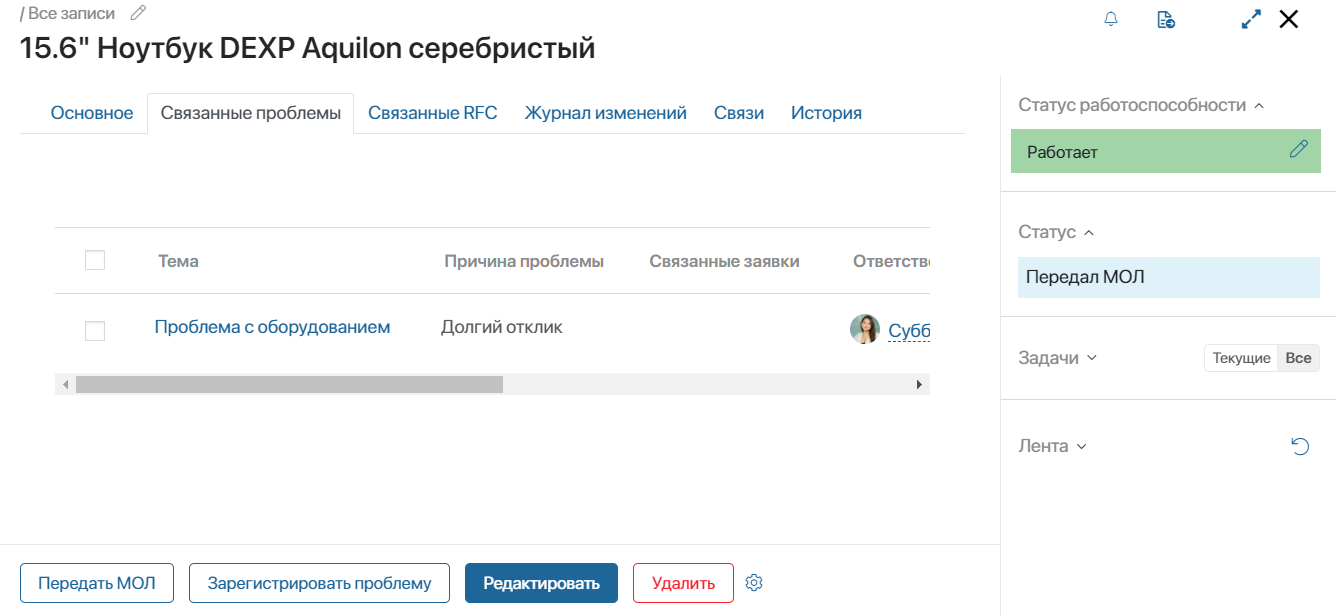 / Все записи
15.6" Ноутбук DEXP Aquilon серебристый
Основное Связанные проблемы Связанные RFC Журнал изменений Связи История
Тема Причина проблемы Связанные заявки Ответстве
Проблема с оборудованием Долгий отклик Субб
Передать МОЛ Зарегистрировать проблему Редактировать Удалить
Статус работоспособности
Работает
Статус
Передал МОЛ
Задачи Текущие Все
Лента